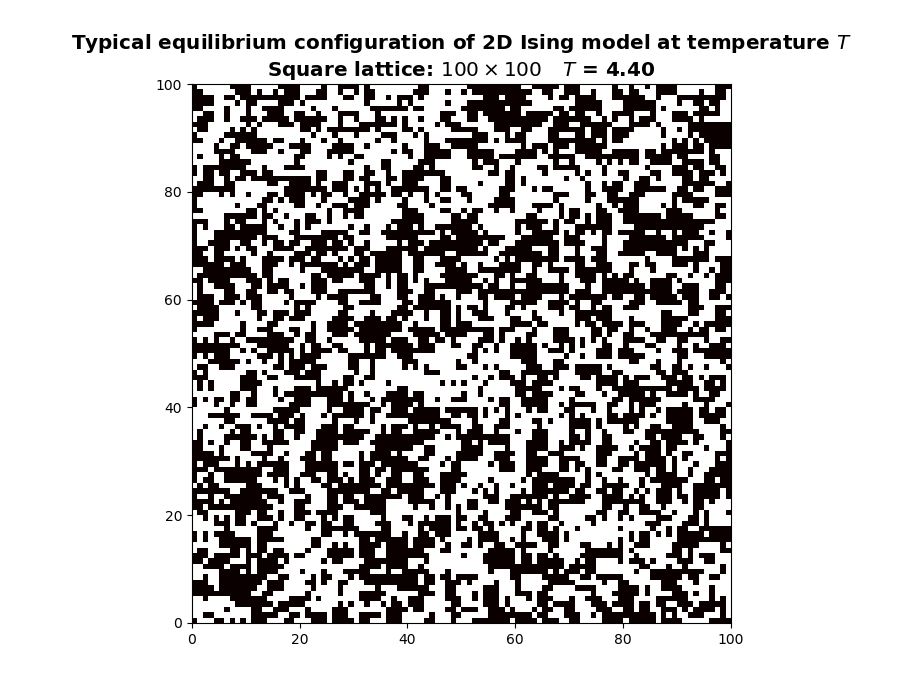 Typical equilibrium configuration of 2D Ising model at temperature T
Square lattice: 100 × 100 T = 4.40
100
80
60
40
20
0
0 20 40 60 80 100